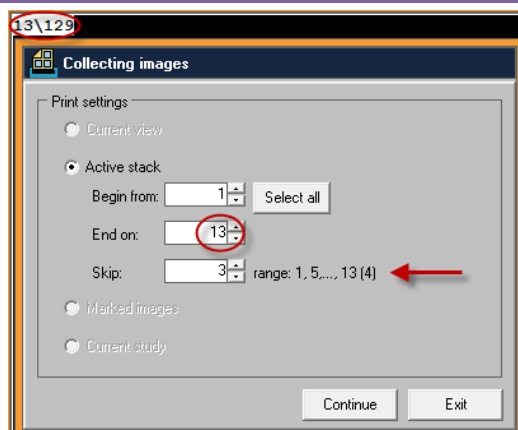 13\129
Collecting images
Print settings
Current view
Active stack
Begin from: 1 Select all
End on: 13
Skip: 3 range: 1, 5,..., 13 (4)
Marked images
Current study
Continue Exit